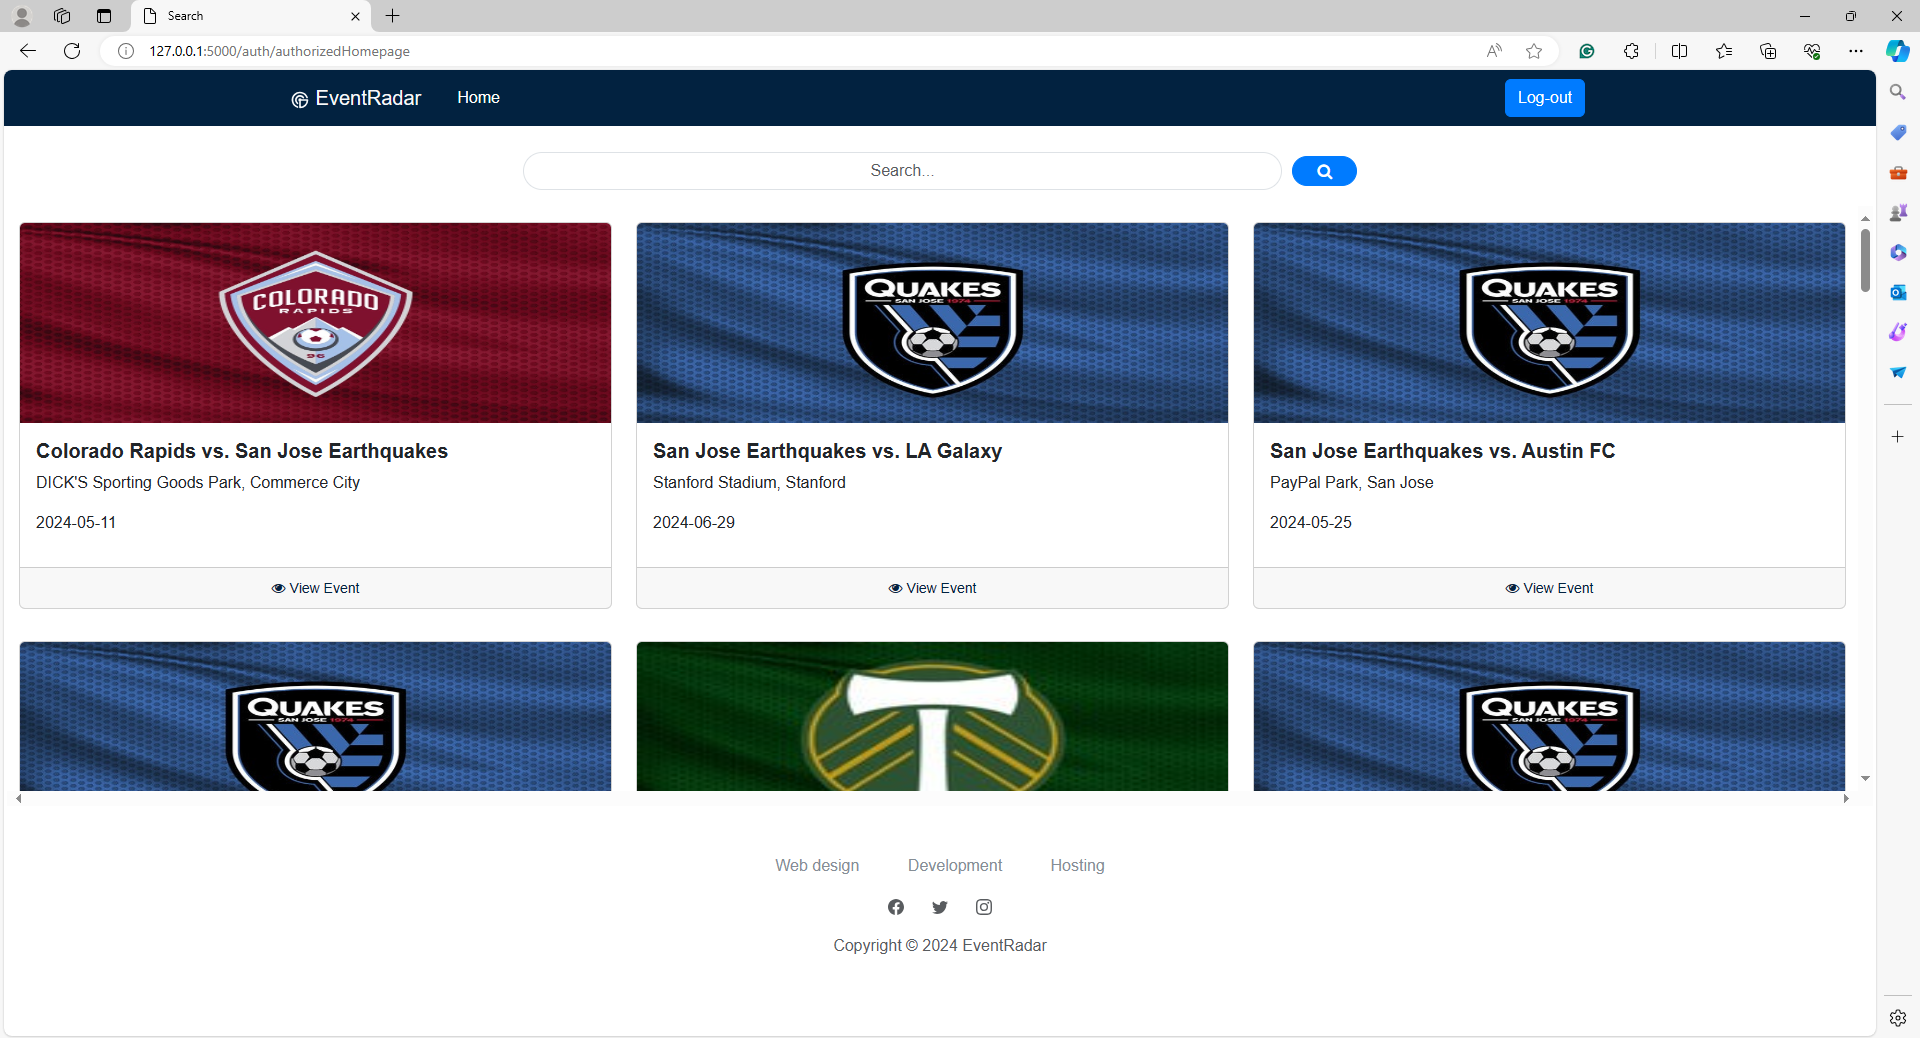 Search
127.0.0.1:5000/auth/authorizedHomepage
EventRadar Home Log-out
Search...
COLORADO
RAPIDS
96
QUAKES
SAN JOSE 1974
QUAKES
SAN JOSE 1974
Colorado Rapids vs. San Jose Earthquakes
DICK'S Sporting Goods Park, Commerce City
2024-05-11
View Event
San Jose Earthquakes vs. LA Galaxy
Stanford Stadium, Stanford
2024-06-29
View Event
San Jose Earthquakes vs. Austin FC
PayPal Park, San Jose
2024-05-25
View Event
QUAKES
SAN JOSE 1974
QUAKES
SAN JOSE 1974
Web design Development Hosting
Copyright © 2024 EventRadar